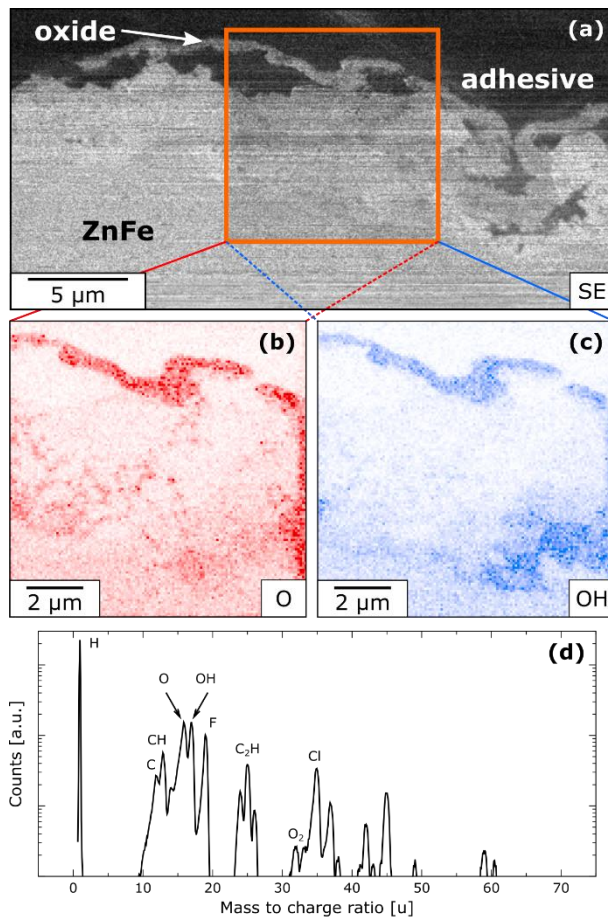 oxide
(a)
adhesive
ZnFe
5 µm
SE
(b)
(c)
2 µm
O
2 µm
OH
(d)
H
O
OH
F
CH
C
C₂H
Cl
O₂
Counts [a.u.]
0 10 20 30 40 50 60 70
Mass to charge ratio [u]